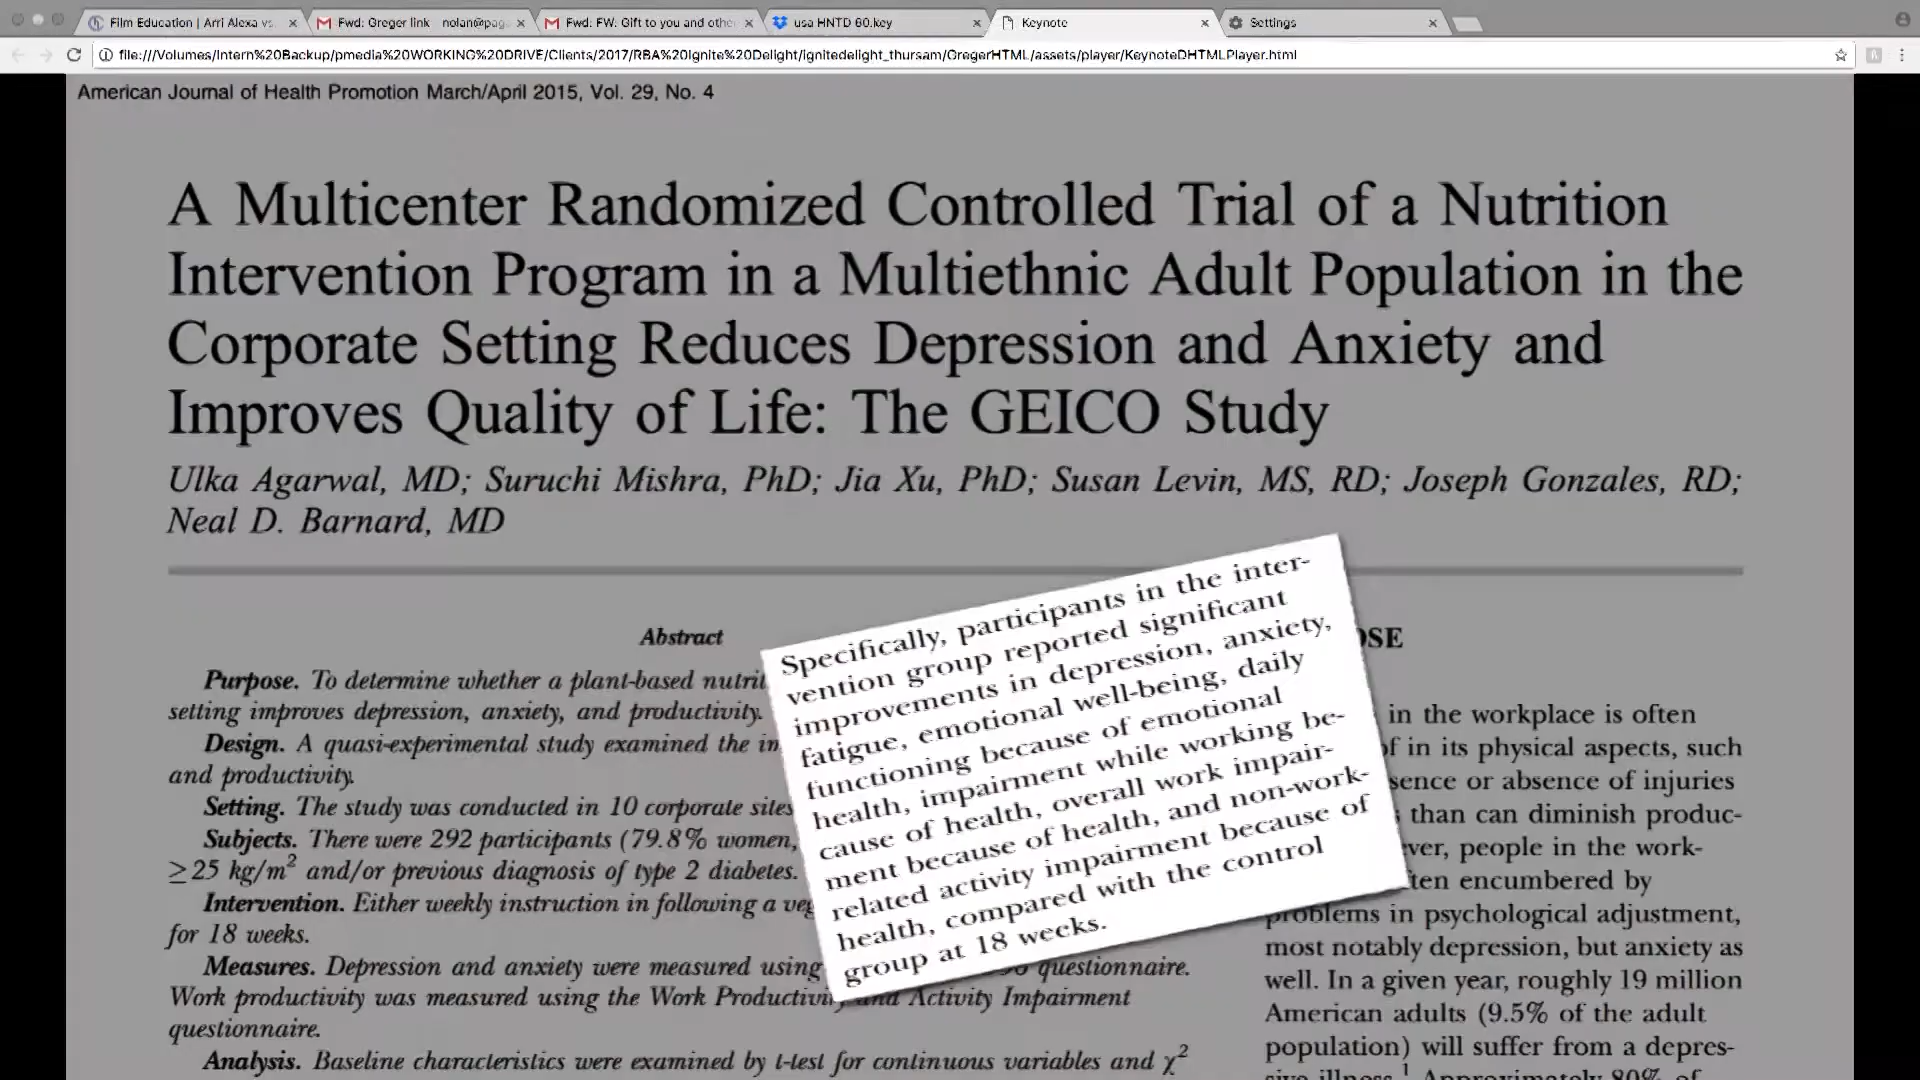 Film Education | Arri Alexa vs
Fwd: Greger link nolan@pag
Fwd: FW: Gift to you and othe
usa HNTD 60.key
Keynote
Settings
file:///Volumes/Intern%20Backup/pmedia%20WORKING%20DRIVE/Clients/2017/RBA%20Ignite%20Delight/ignitedelight_thursam/GregerHTML/assets/player/KeynoteDHTMLPlayer.html
American Journal of Health Promotion March/April 2015, Vol. 29, No. 4
A Multicenter Randomized Controlled Trial of a Nutrition
Intervention Program in a Multiethnic Adult Population in the
Corporate Setting Reduces Depression and Anxiety and
Improves Quality of Life: The GEICO Study
Ulka Agarwal, MD; Suruchi Mishra, PhD; Jia Xu, PhD; Susan Levin, MS, RD; Joseph Gonzales, RD;
Neal D. Barnard, MD
Abstract
Purpose. To determine whether a plant-based nutri
setting improves depression, anxiety, and productivity.
Design. A quasi-experimental study examined the
and productivity.
Setting. The study was conducted in 10 corporate sites
Subjects. There were 292 participants (79.8% women,
≥25 kg/m² and/or previous diagnosis of type 2 diabetes.
Intervention. Either weekly instruction in following a
for 18 weeks.
Measures. Depression and anxiety were measured using questionnaire.
Work productivity was measured using the Work Productivity and Activity Impairment
questionnaire.
Analysis. Baseline characteristics were examined by t-test for continuous variables and χ²
Specifically, participants in the inter-
vention group reported significant
improvements in depression, anxiety,
fatigue, emotional well-being, daily
functioning because of emotional
health, impairment while working be-
cause of health, overall work impair-
ment because of health, and non-work-
related activity impairment because of
health, compared with the control
group at 18 weeks.
OSE
in the workplace is often
of in its physical aspects, such
sence or absence of injuries
than can diminish produc-
ver, people in the work-
ten encumbered by
problems in psychological adjustment,
most notably depression, but anxiety as
well. In a given year, roughly 19 million
American adults (9.5% of the adult
population) will suffer from a depres-
sive illness.¹ Approximately 80% of